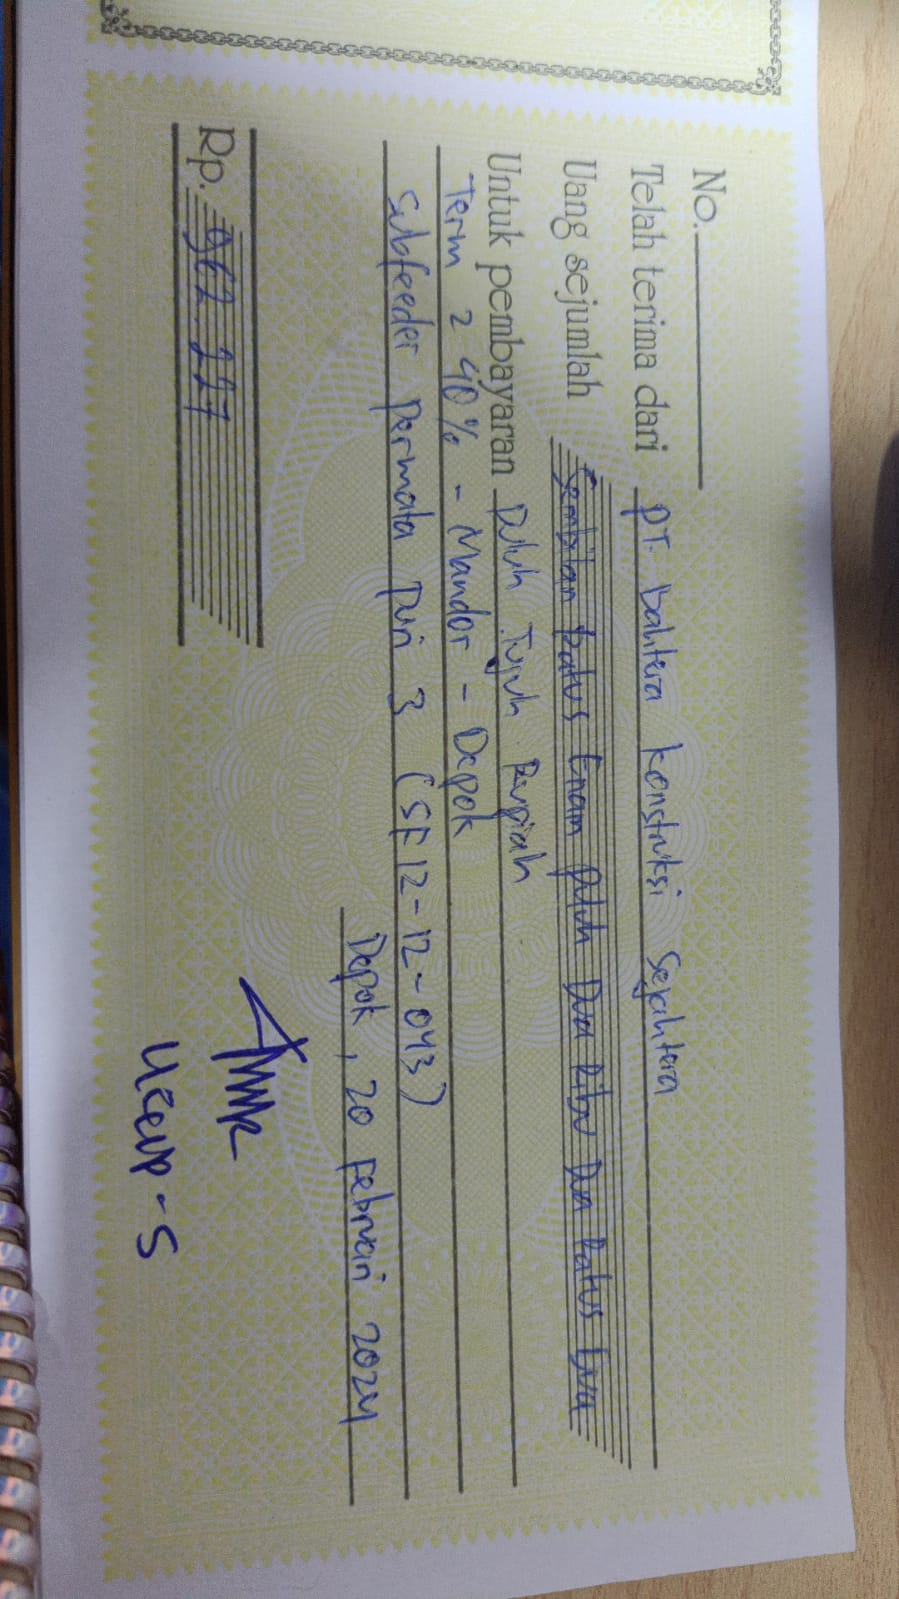 No.
Telah terima dari PT. Bahtera Konstruksi Sejahtera
Uang sejumlah Sembilan Ratus Enam Puluh Dua Ribu Dua Ratus Dua
Untuk pembayaran Puluh Tujuh Rupiah
Term 2 40% - Mandor - Depok
Subfeeder Permata Puri 3 (SF12-12-043)
Depok, 20 Februari 2024
Rp. 962.227
Ucup-S